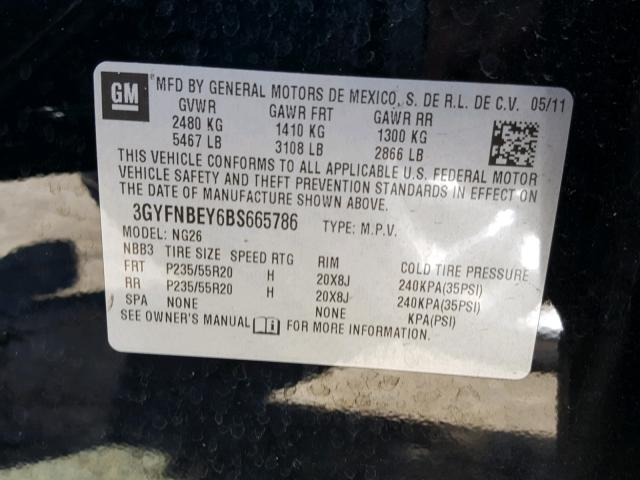 GM MFD BY GENERAL MOTORS DE MEXICO, S. DE R.L. DE C.V. 05/11
GVWR GAWR FRT GAWR RR
2480 KG 1410 KG 1300 KG
5467 LB 3108 LB 2866 LB
THIS VEHICLE CONFORMS TO ALL APPLICABLE U.S. FEDERAL MOTOR
VEHICLE SAFETY AND THEFT PREVENTION STANDARDS IN EFFECT ON
THE DATE OF MANUFACTURE SHOWN ABOVE.
3GYFNBEY6BS665786 TYPE: M.P.V.
MODEL: NG26
NBB3 TIRE SIZE SPEED RTG RIM COLD TIRE PRESSURE
FRT P235/55R20 H 20X8J 240KPA(35PSI)
RR P235/55R20 H 20X8J 240KPA(35PSI)
SPA NONE NONE KPA(PSI)
SEE OWNER'S MANUAL FOR MORE INFORMATION.